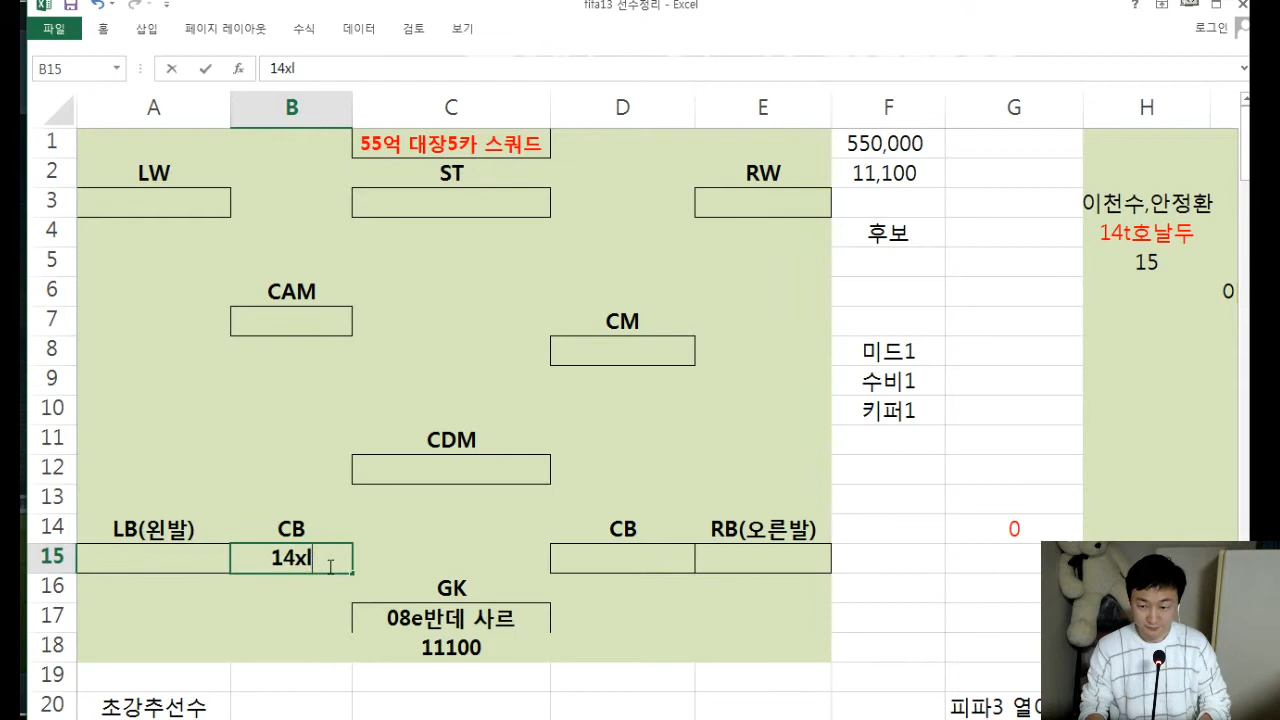 fifa13 선수정리 - Excel
파일 홈 삽입 페이지 레이아웃 수식 데이터 검토 보기 로그인
B15 fx 14xl
A B C D E F G H
1 55억 대장5카 스쿼드 550,000
2 LW ST RW 11,100
3 이천수,안정환
4 후보 14t호날두
5 15
6 CAM 0
7 CM
8 미드1
9 수비1
10 키퍼1
11 CDM
12
13
14 LB(왼발) CB CB RB(오른발) 0
15 14xl
16 GK
17 08e반데 사르
18 11100
19
20 초강추선수 피파3